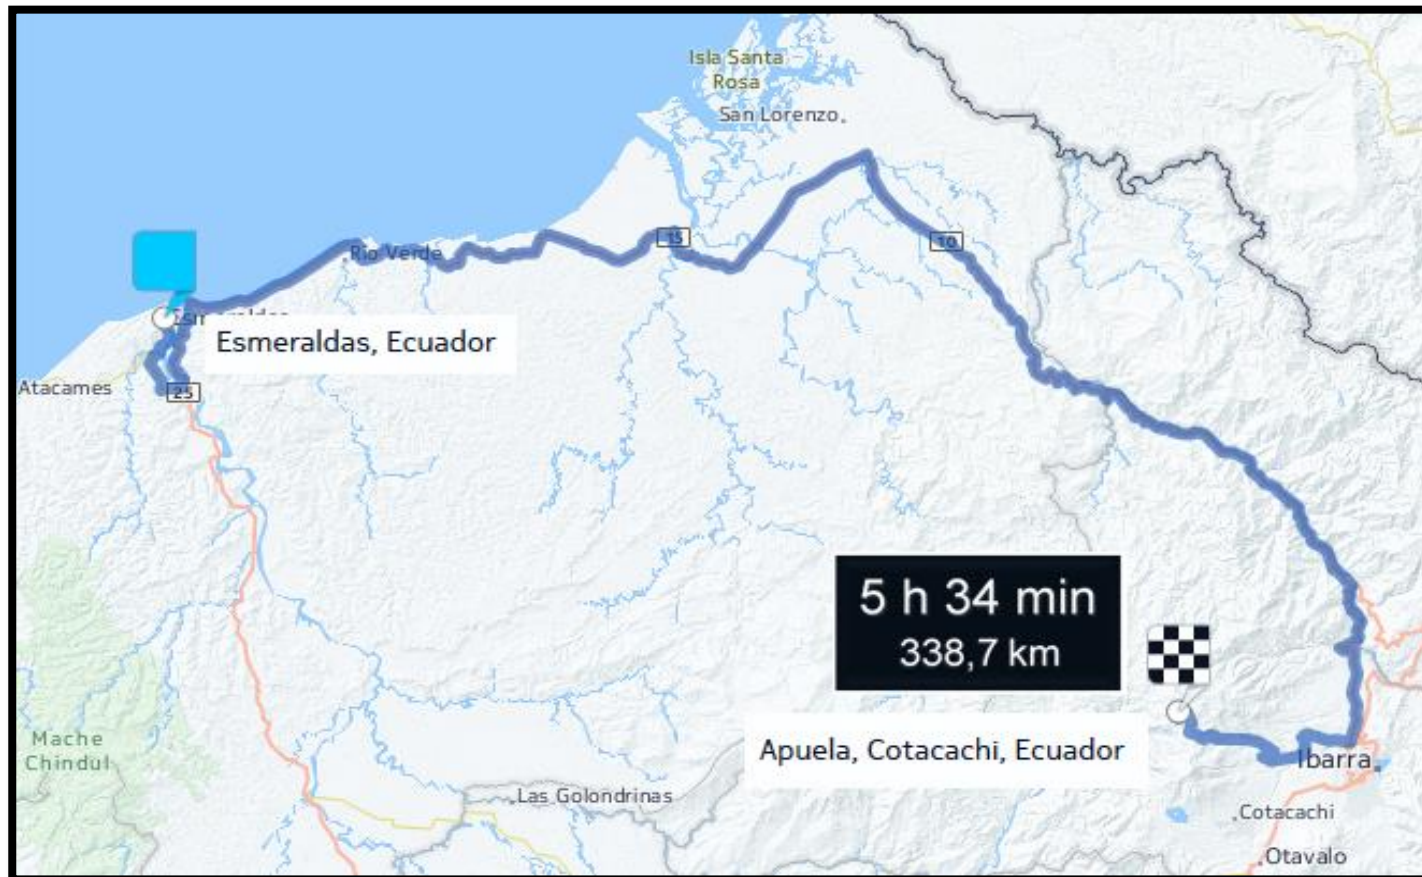 Isla Santa
Rosa
San Lorenzo
15
10
Rio Verde
Esmeraldas
Esmeraldas, Ecuador
Atacames
25
5 h 34 min
338,7 km
Mache
Chindul
Apuela, Cotacachi, Ecuador
Ibarra
Las Golondrinas
Cotacachi
Otavalo